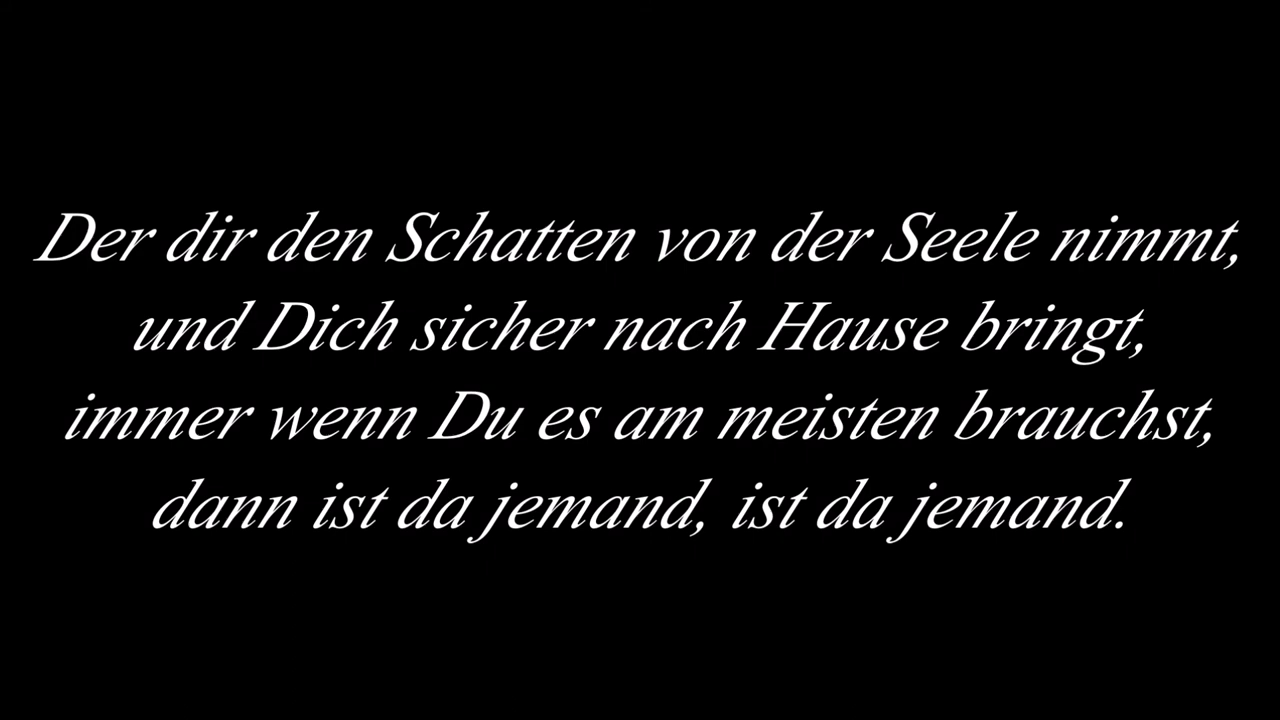 Der dir den Schatten von der Seele nimmt,
und Dich sicher nach Hause bringt,
immer wenn Du es am meisten brauchst,
dann ist da jemand, ist da jemand.